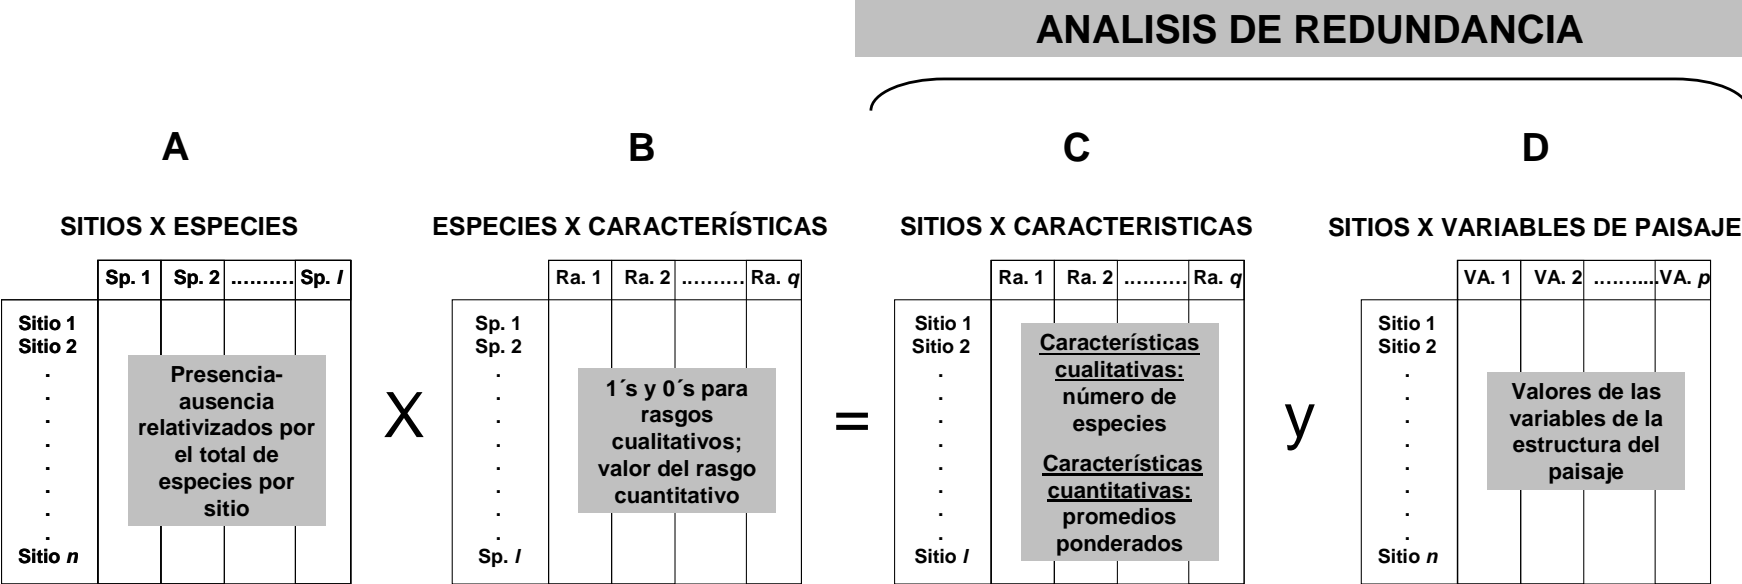 ANALISIS DE REDUNDANCIA
A
B
C
D
SITIOS X ESPECIES
ESPECIES X CARACTERÍSTICAS
SITIOS X CARACTERISTICAS
SITIOS X VARIABLES DE PAISAJE
Sp. 1 Sp. 2 .......... Sp. l
Sitio 1
Sitio 2
.
.
.
.
.
.
.
.
Sitio n
Presencia-
ausencia
relativizados por
el total de
especies por
sitio
X
Ra. 1 Ra. 2 .......... Ra. q
Sp. 1
Sp. 2
.
.
.
.
.
.
.
.
Sp. l
1´s y 0´s para
rasgos
cualitativos;
valor del rasgo
cuantitativo
=
Ra. 1 Ra. 2 .......... Ra. q
Sitio 1
Sitio 2
.
.
.
.
.
.
.
.
Sitio l
Características
cualitativas:
número de
especies
Características
cuantitativas:
promedios
ponderados
y
VA. 1 VA. 2 .......... VA. p
Sitio 1
Sitio 2
.
.
.
.
.
.
.
.
Sitio n
Valores de las
variables de la
estructura del
paisaje